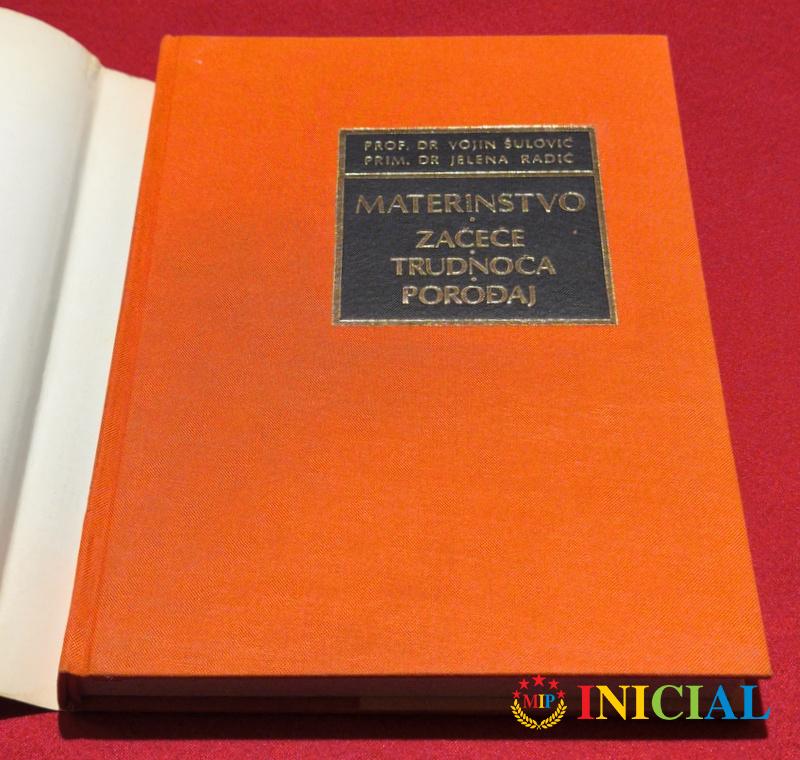 PROF. DR VOJIN ŠULOVIĆ
PRIM. DR JELENA RADIĆ
MATERINSTVO
ZAČEĆE
TRUDNOĆA
POROĐAJ
MIP INICIAL